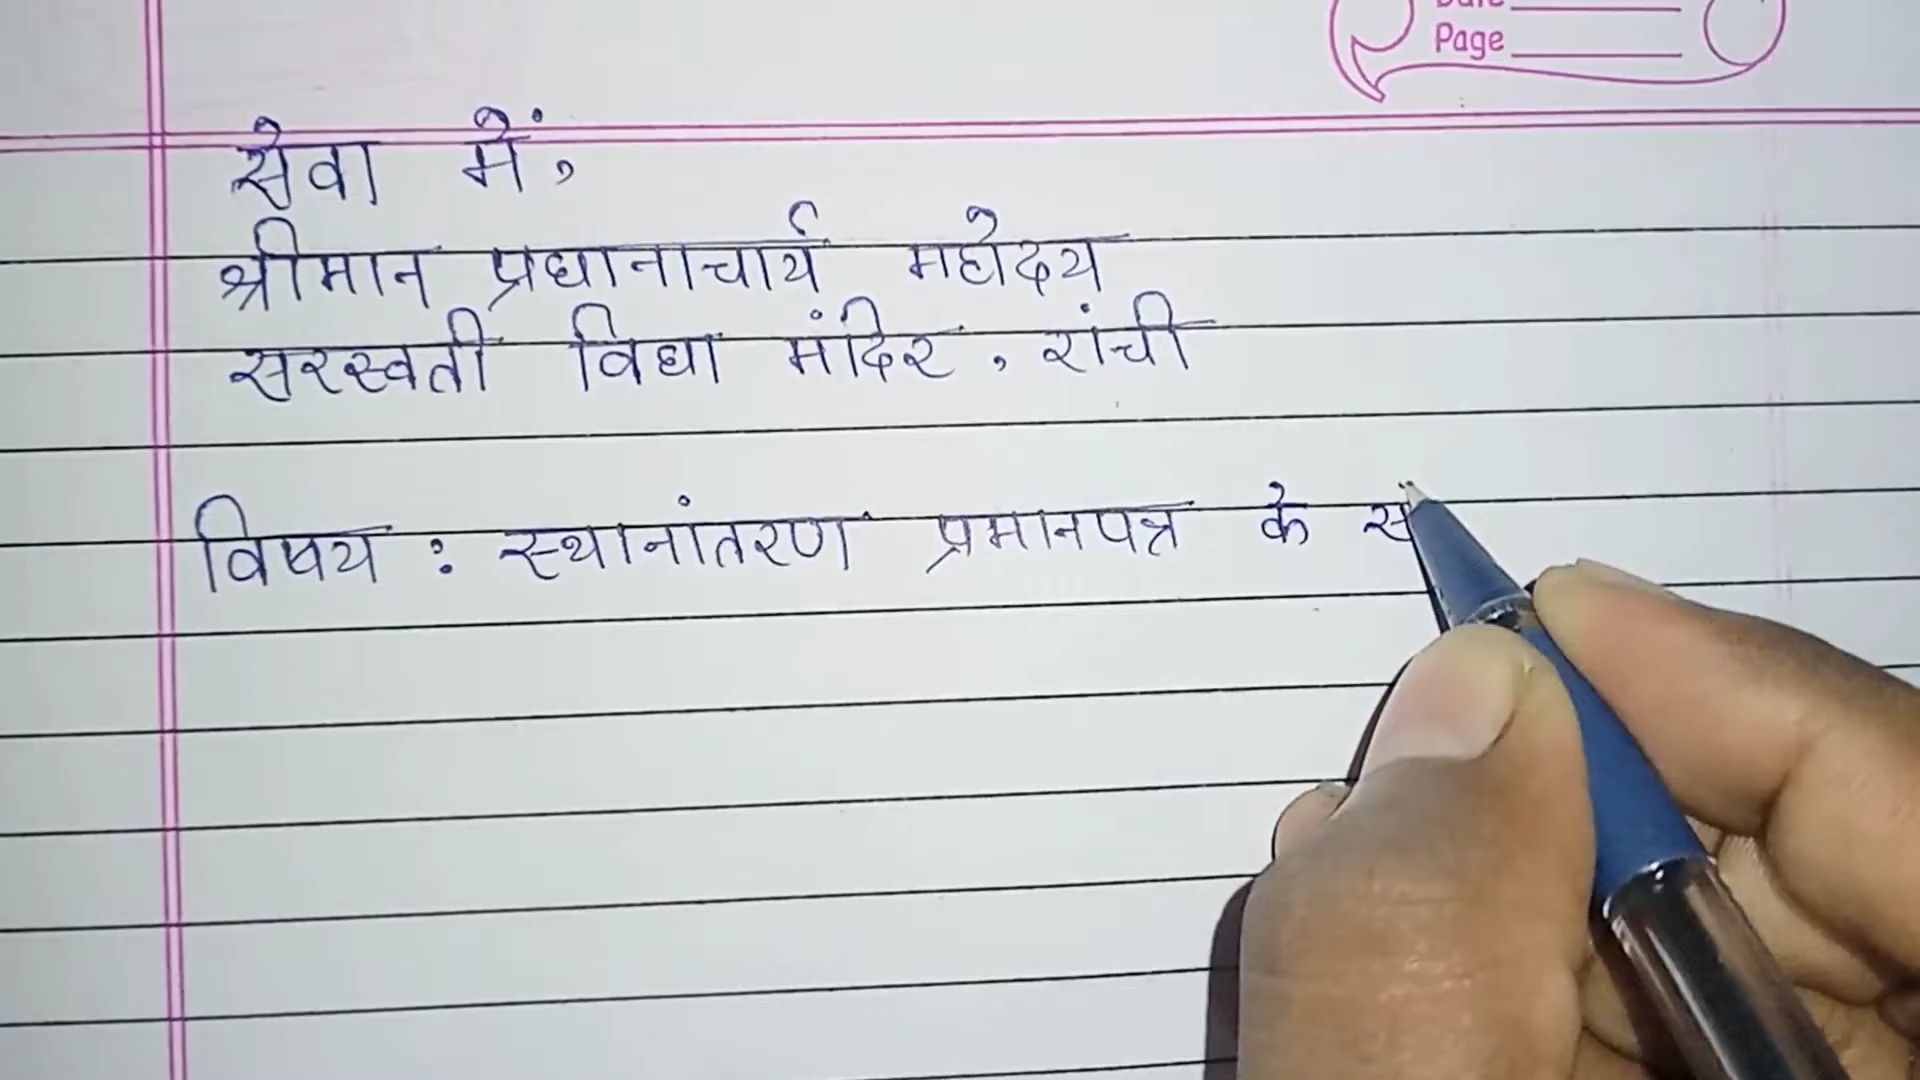 Page
सेवा में,
श्रीमान प्रधानाचार्य महोदय
सरस्वती विधा मंदिर, रांची
विषय : स्थानांतरण प्रमानपत्र के